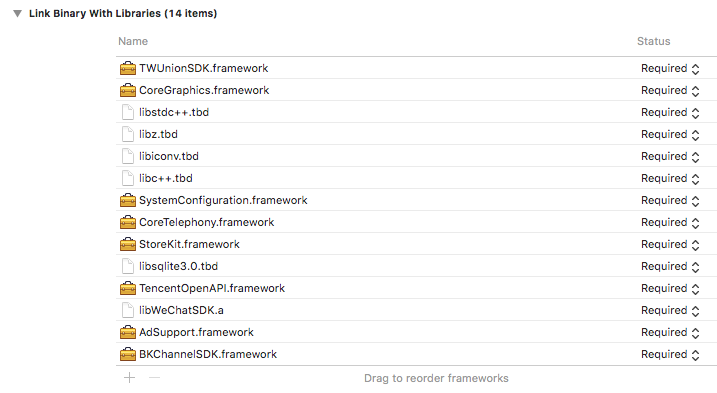 Link Binary With Libraries (14 items)
Name Status
TWUnionSDK.framework Required
CoreGraphics.framework Required
libstdc++.tbd Required
libz.tbd Required
libiconv.tbd Required
libc++.tbd Required
SystemConfiguration.framework Required
CoreTelephony.framework Required
StoreKit.framework Required
libsqlite3.0.tbd Required
TencentOpenAPI.framework Required
libWeChatSDK.a Required
AdSupport.framework Required
BKChannelSDK.framework Required
Drag to reorder frameworks